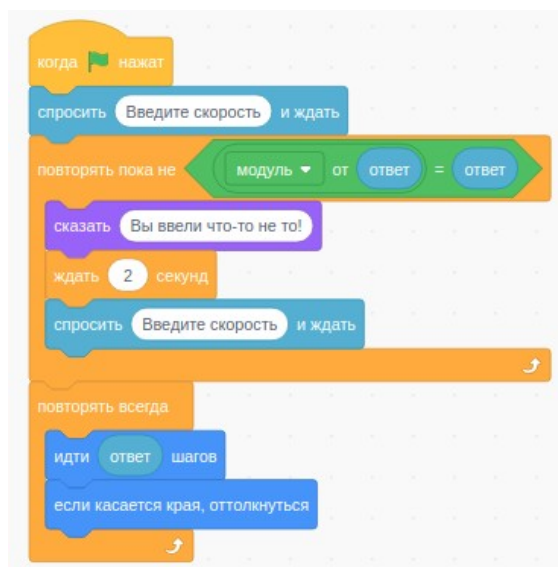 когда нажат
спросить Введите скорость и ждать
повторять пока не модуль от ответ = ответ
сказать Вы ввели что-то не то!
ждать 2 секунд
спросить Введите скорость и ждать
повторять всегда
идти ответ шагов
если касается края, оттолкнуться